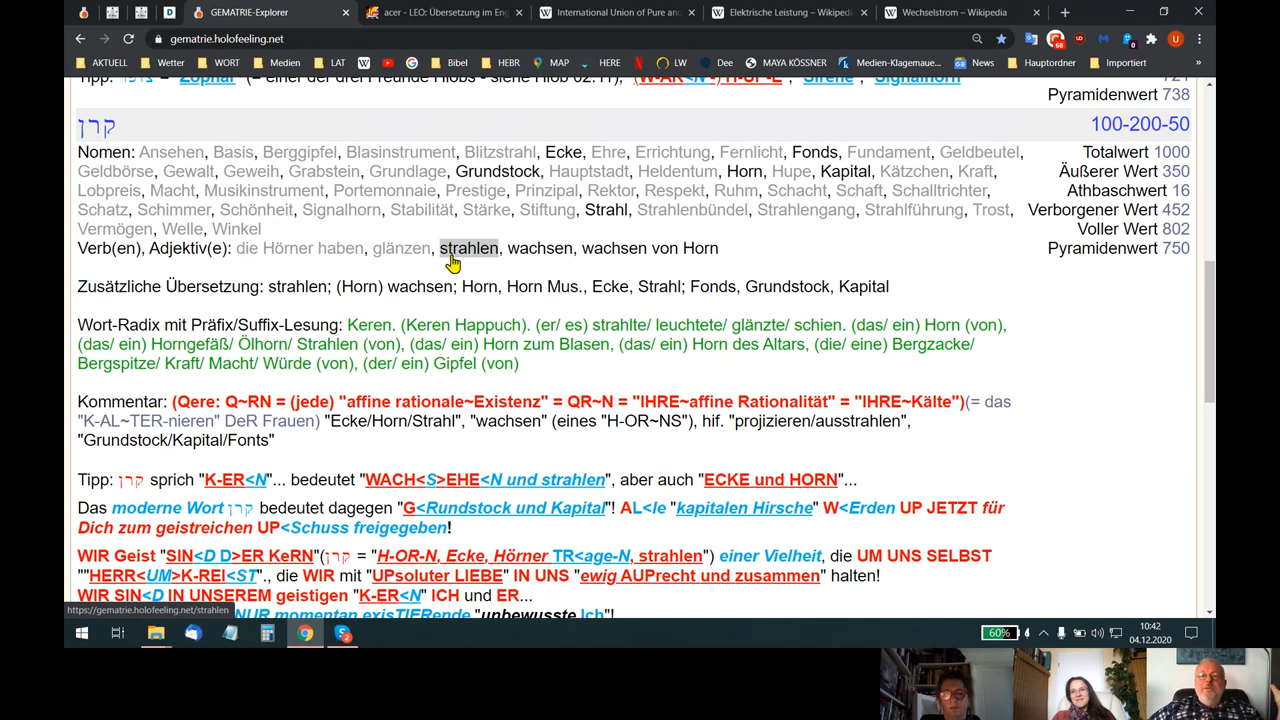 GEMATRIE-Explorer
acer - LEO: Übersetzung im Eng
International Union of Pure an
Elektrische Leistung – Wikipedi
Wechselstrom – Wikipedia
gematrie.holofeeling.net
68
0
U
AKTUELL Wetter WORT Medien LAT Bibel MAP HERE LW Dev. MAYA KÖSSNER Medien-Klagemaue... News Hauptordner Importiert »
Pyramidenwert 738
קרן 100-200-50
Nomen: Ansehen, Basis, Berggipfel, Blasinstrument, Blitzstrahl, Ecke, Ehre, Errichtung, Fernlicht, Fonds, Fundament, Geldbeutel, Totalwert 1000
Geldbörse, Gewalt, Geweih, Grabstein, Grundlage, Grundstock, Hauptstadt, Heldentum, Horn, Hupe, Kapital, Kätzchen, Kraft, Äußerer Wert 350
Lobpreis, Macht, Musikinstrument, Portemonnaie, Prestige, Prinzipal, Rektor, Respekt, Ruhm, Schacht, Schaft, Schalltrichter, Athbaschwert 16
Schatz, Schimmer, Schönheit, Signalhorn, Stabilität, Stärke, Stiftung, Strahl, Strahlenbündel, Strahlengang, Strahlführung, Trost, Verborgener Wert 452
Vermögen, Welle, Winkel Voller Wert 802
Verb(en), Adjektiv(e): die Hörner haben, glänzen, strahlen, wachsen, wachsen von Horn Pyramidenwert 750
Zusätzliche Übersetzung: strahlen; (Horn) wachsen; Horn, Horn Mus., Ecke, Strahl; Fonds, Grundstock, Kapital
Wort-Radix mit Präfix/Suffix-Lesung: Keren. (Keren Happuch). (er/ es) strahlte/ leuchtete/ glänzte/ schien. (das/ ein) Horn (von),
(das/ ein) Horngefäß/ Ölhorn/ Strahlen (von), (das/ ein) Horn zum Blasen, (das/ ein) Horn des Altars, (die/ eine) Bergzacke/
Bergspitze/ Kraft/ Macht/ Würde (von), (der/ ein) Gipfel (von)
Kommentar: (Qere: Q~RN = (jede) "affine rationale~Existenz" = QR~N = "IHRE~affine Rationalität" = "IHRE~Kälte")(= das
"K-AL~TER-nieren" DeR Frauen) "Ecke/Horn/Strahl", "wachsen" (eines "H-OR~NS"), hif. "projizieren/ausstrahlen",
"Grundstock/Kapital/Fonts"
Tipp: קרן sprich "K-ER<N"... bedeutet "WACH<S>EHE<N und strahlen", aber auch "ECKE und HORN"...
Das moderne Wort קרן bedeutet dagegen "G<Rundstock und Kapital"! AL<le "kapitalen Hirsche" W<Erden UP JETZT für
Dich zum geistreichen UP<Schuss freigegeben!
WIR Geist "SIN<D D>ER KeRN"(קרן = "H-OR-N, Ecke, Hörner TR<age-N, strahlen") einer Vielheit, die UM UNS SELBST
""HERR<UM>K-REI<ST"., die WIR mit "UPsoluter LIEBE" IN UNS "ewig AUPrecht und zusammen" halten!
WIR SIN<D IN UNSEREM geistigen "K-ER<N" ICH und ER...
NUR momentan exisTIERende "unbewusste Ich"!
https://gematrie.holofeeling.net/strahlen
60%
10:42
04.12.2020